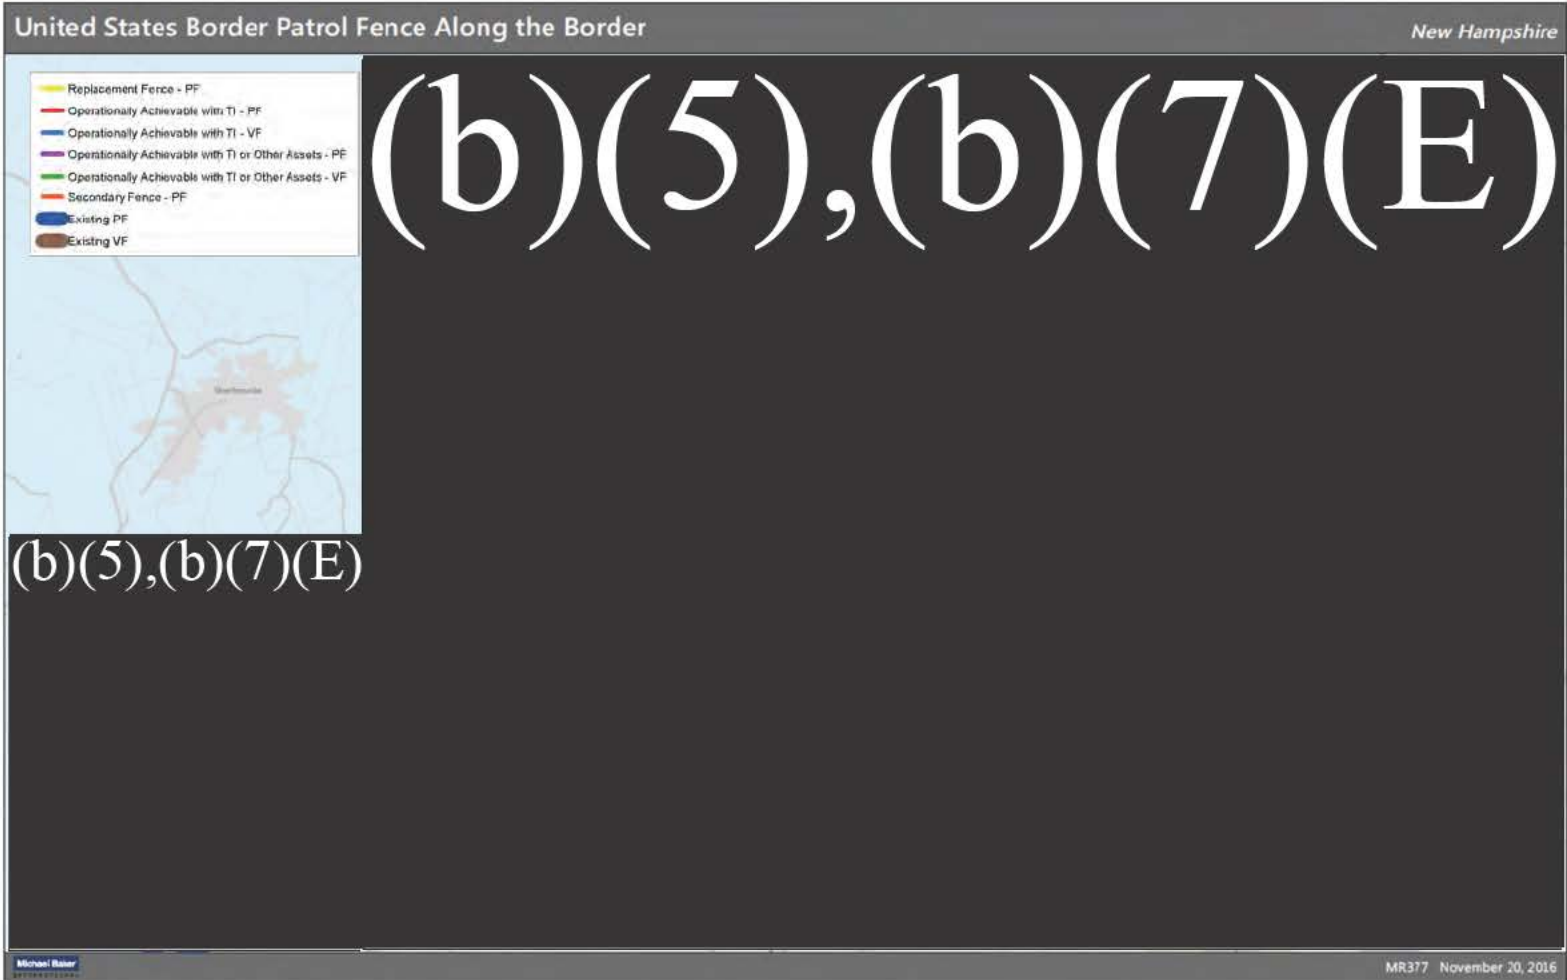 United States Border Patrol Fence Along the Border
New Hampshire
Replacement Fence - PF
Operationally Achievable with TI - PF
Operationally Achievable with TI - VF
Operationally Achievable with TI or Other Assets - PF
Operationally Achievable with TI or Other Assets - VF
Secondary Fence - PF
Existing PF
Existing VF
(b)(5),(b)(7)(E)
(b)(5),(b)(7)(E)
Michael Baker
INTERNATIONAL
MR377 November 20, 2016